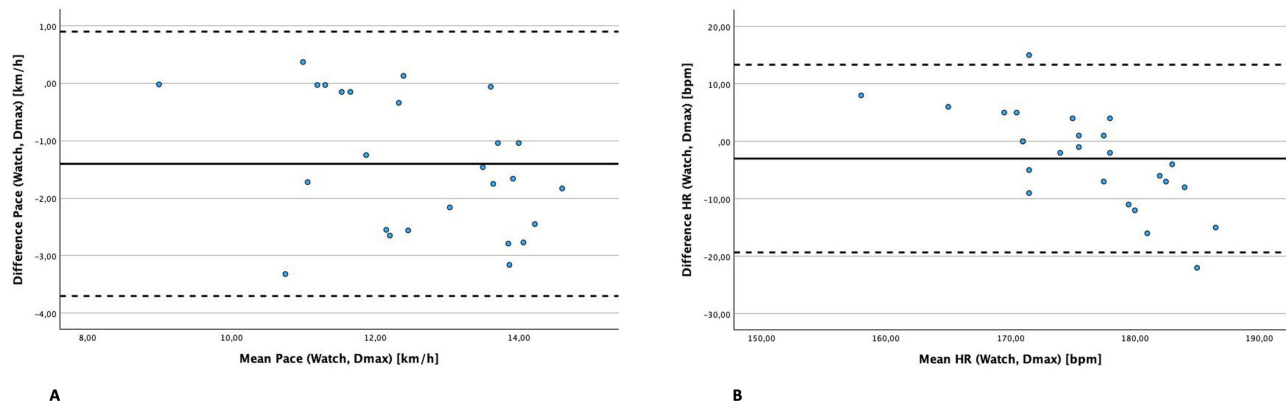 1,00
,00
-1,00
-2,00
-3,00
-4,00
Difference Pace (Watch, Dmax) [km/h]
8,00 10,00 12,00 14,00
Mean Pace (Watch, Dmax) [km/h]
A
20,00
10,00
,00
-10,00
-20,00
-30,00
Difference HR (Watch, Dmax) [bpm]
150,00 160,00 170,00 180,00 190,00
Mean HR (Watch, Dmax) [bpm]
B